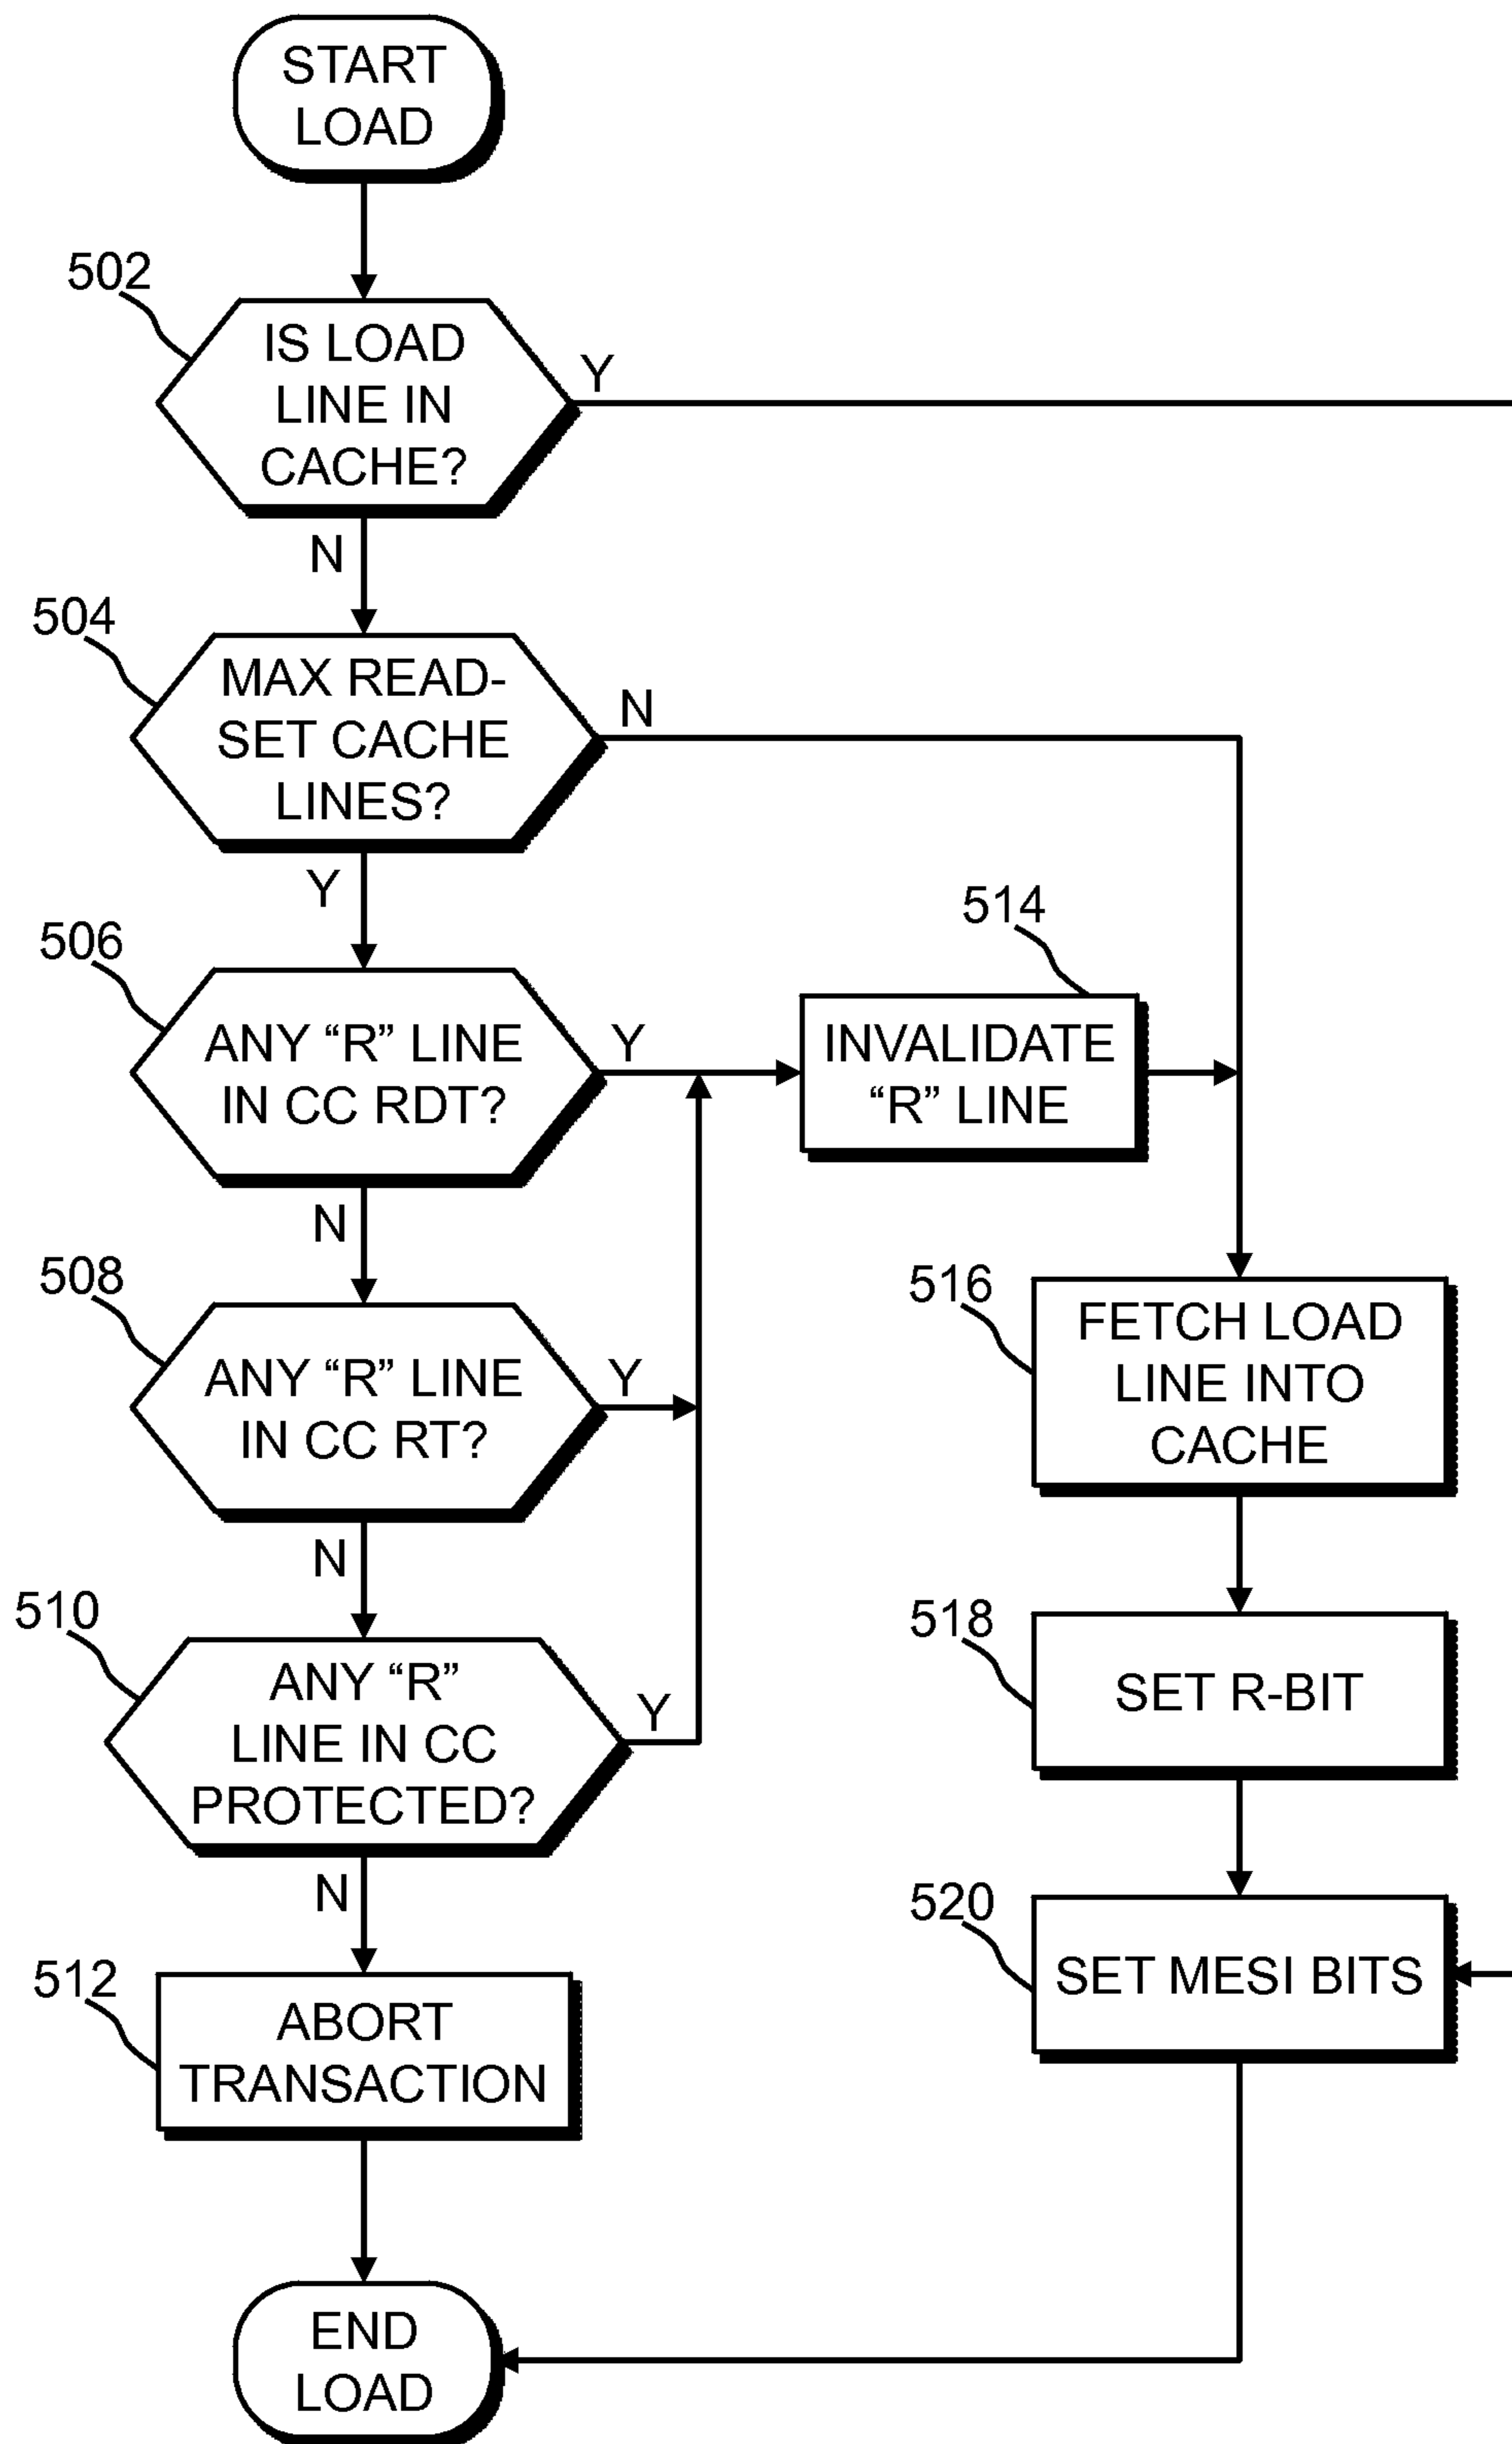 START
LOAD
502
IS LOAD
LINE IN
CACHE?
Y
N
504
MAX READ-
SET CACHE
LINES?
N
Y
506
ANY “R” LINE
IN CC RDT?
Y
N
514
INVALIDATE
“R” LINE
508
ANY “R” LINE
IN CC RT?
Y
N
516
FETCH LOAD
LINE INTO
CACHE
510
ANY “R”
LINE IN CC
PROTECTED?
Y
N
518
SET R-BIT
520
SET MESI BITS
512
ABORT
TRANSACTION
END
LOAD